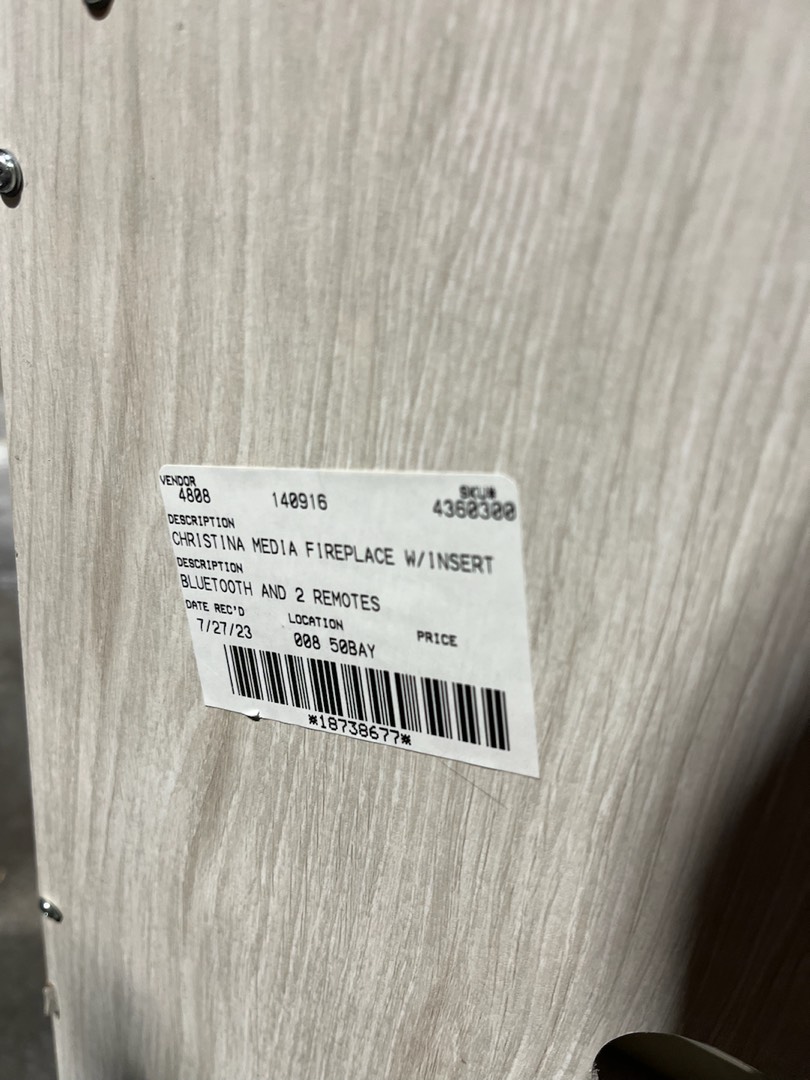 VENDOR
4808 140916 SKU#
4360300
DESCRIPTION
CHRISTINA MEDIA FIREPLACE W/INSERT
DESCRIPTION
BLUETOOTH AND 2 REMOTES
DATE REC'D LOCATION PRICE
7/27/23 008 50BAY
*18738677*